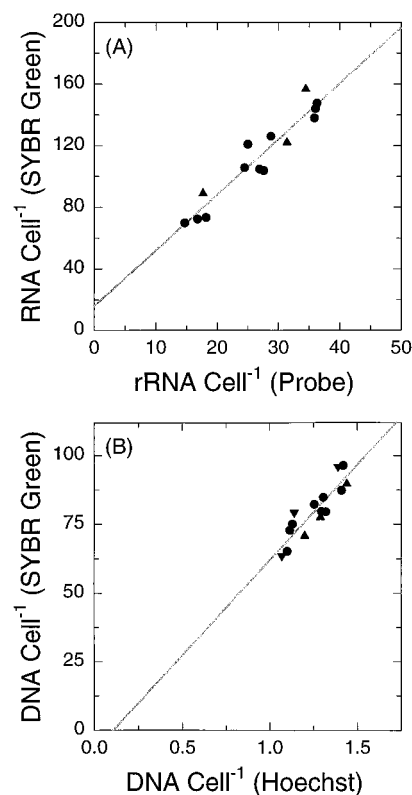 (A)
RNA Cell⁻¹ (SYBR Green)
200
160
120
80
40
0
0 10 20 30 40 50
rRNA Cell⁻¹ (Probe)
(B)
DNA Cell⁻¹ (SYBR Green)
100
75
50
25
0
0.0 0.5 1.0 1.5
DNA Cell⁻¹ (Hoechst)